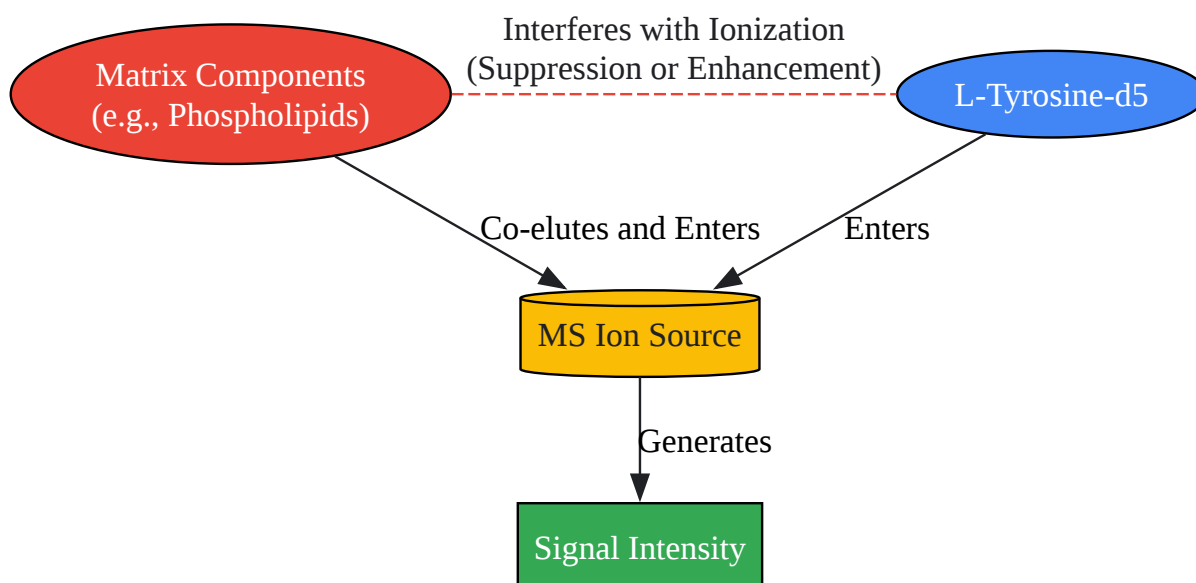 Interferes with Ionization
(Suppression or Enhancement)
Matrix Components
(e.g., Phospholipids)
L-Tyrosine-d5
Co-elutes and Enters
Enters
MS Ion Source
Generates
Signal Intensity